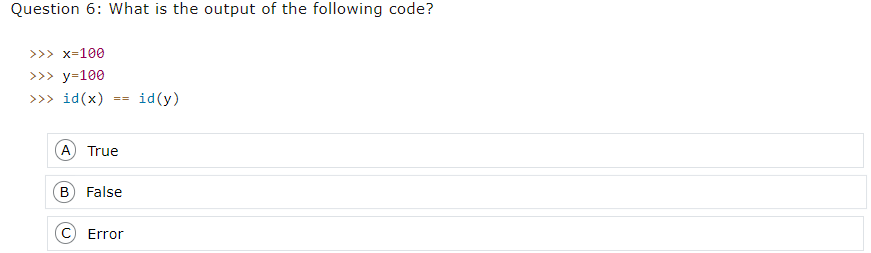 Question 6: What is the output of the following code?
>>> x=100
>>> y=100
>>> id(x) == id(y)
A True
B False
C Error